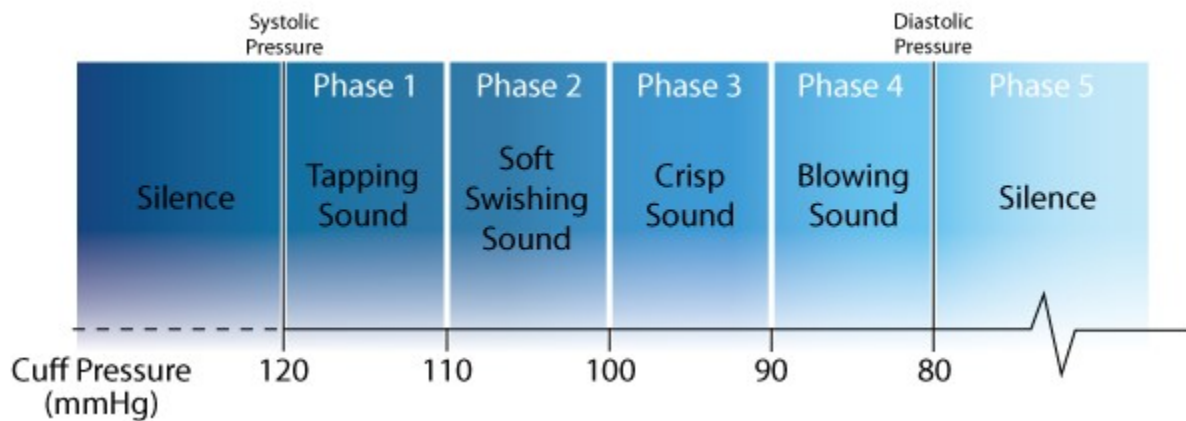 Systolic
Pressure
Diastolic
Pressure
Phase 1
Phase 2
Phase 3
Phase 4
Phase 5
Silence
Tapping
Sound
Soft
Swishing
Sound
Crisp
Sound
Blowing
Sound
Silence
Cuff Pressure
(mmHg)
120
110
100
90
80